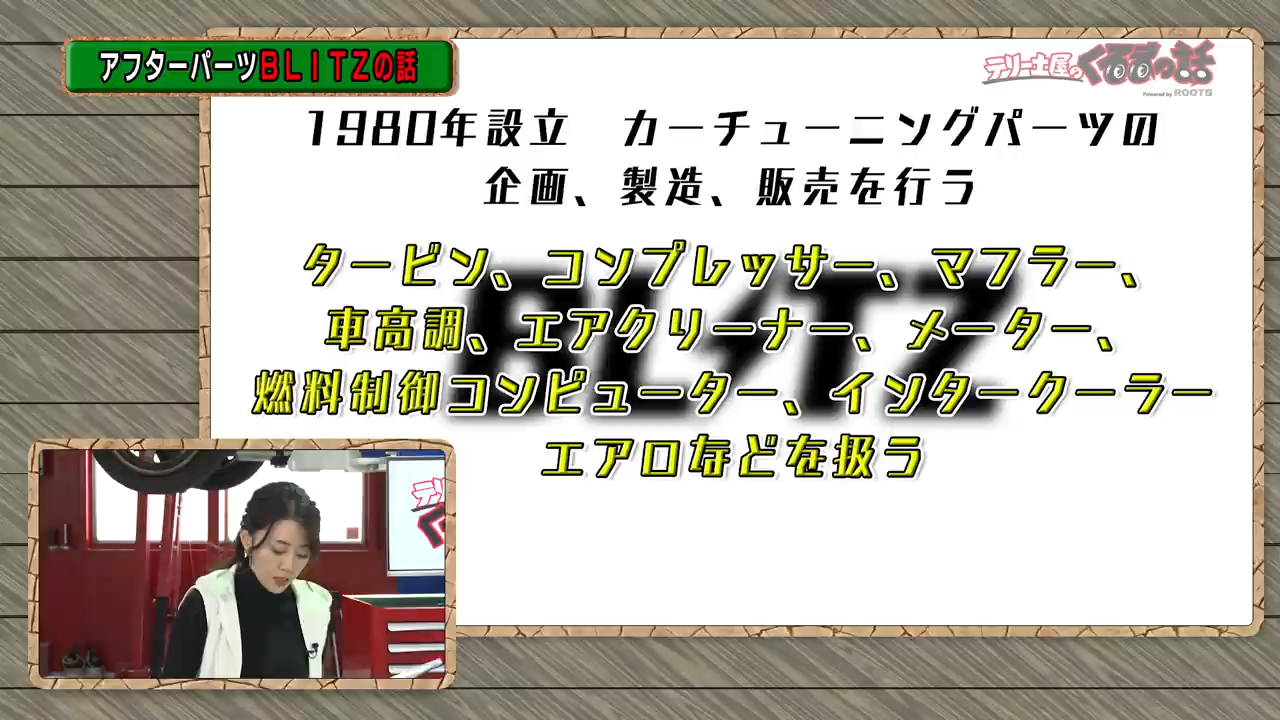 アフターパーツBLITZの話
テリー土屋のくるまの話
Powered by ROOTS
1980年設立 カーチューニングパーツの
企画、製造、販売を行う
タービン、コンプレッサー、マフラー、
車高調、エアクリーナー、メーター、
燃料制御コンピューター、インタークーラー
エアロなどを扱う
BLITZ
テリ
く